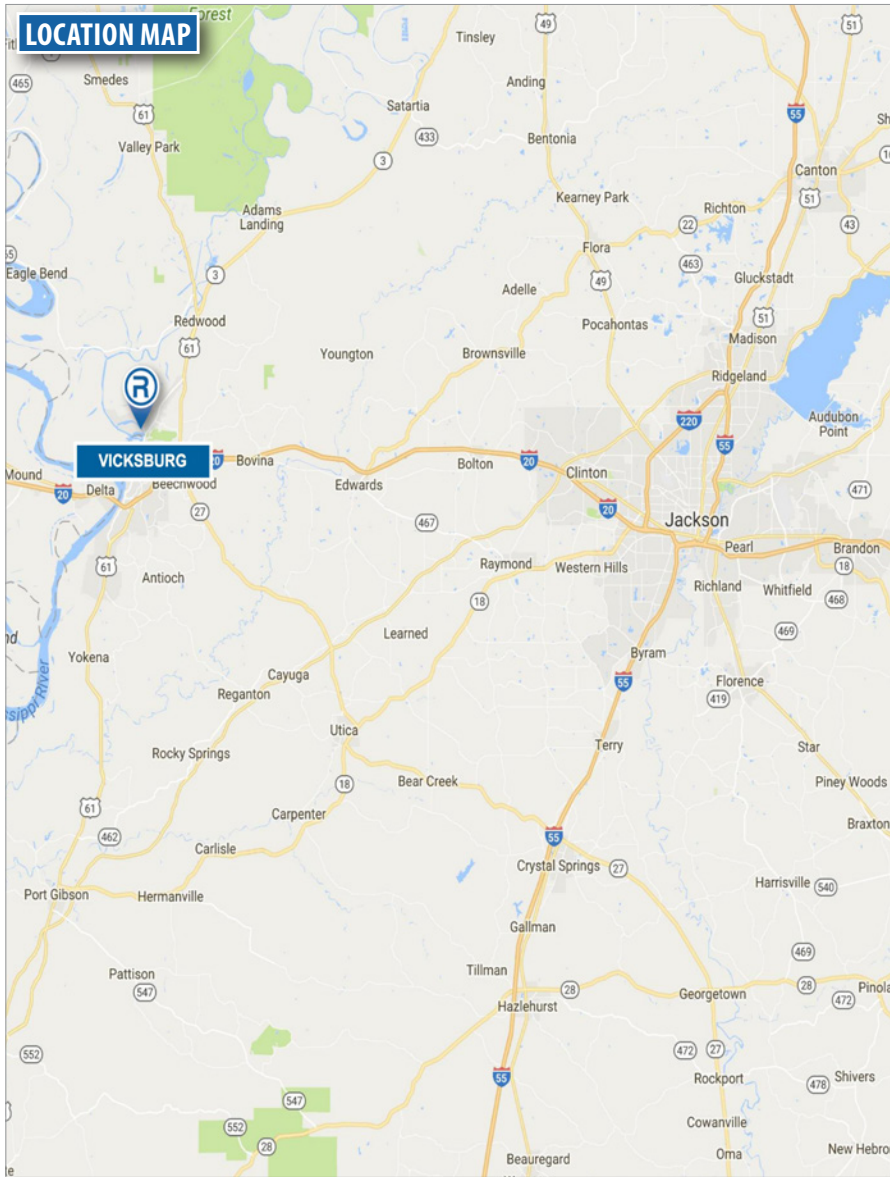 LOCATION MAP
Forest
49
51
Tinsley
465
Smedes
Anding
Satartia
61
55
433
Bentonia
Valley Park
3
Canton
Kearney Park
51
Adams
Landing
Richton
22
43
Flora
Eagle Bend
3
463
Gluckstadt
49
Adelle
Redwood
51
Pocahontas
61
Madison
Youngton
Brownsville
Ridgeland
R
220
Audubon
Point
55
VICKSBURG
20
Bovina
Bolton
20
Clinton
Mound
Delta
Beechwood
Edwards
471
20
27
20
467
Jackson
Pearl
Brandon
61
Raymond
Western Hills
18
Antioch
Richland
Whitfield
18
468
Learned
469
Yokena
Byram
Cayuga
55
Florence
Reganton
419
ssippi River
Utica
Terry
Star
Rocky Springs
Bear Creek
18
Piney Woods
61
Carpenter
Braxton
462
55
Carlisle
Crystal Springs
27
Port Gibson
Hermanville
Harrisville
540
Gallman
469
Pattison
Tillman
547
28
Georgetown
28
Pinola
472
Hazlehurst
552
472
27
55
Rockport
478
Shivers
547
552
Cowanville
28
New Hebro
Beauregard
Oma